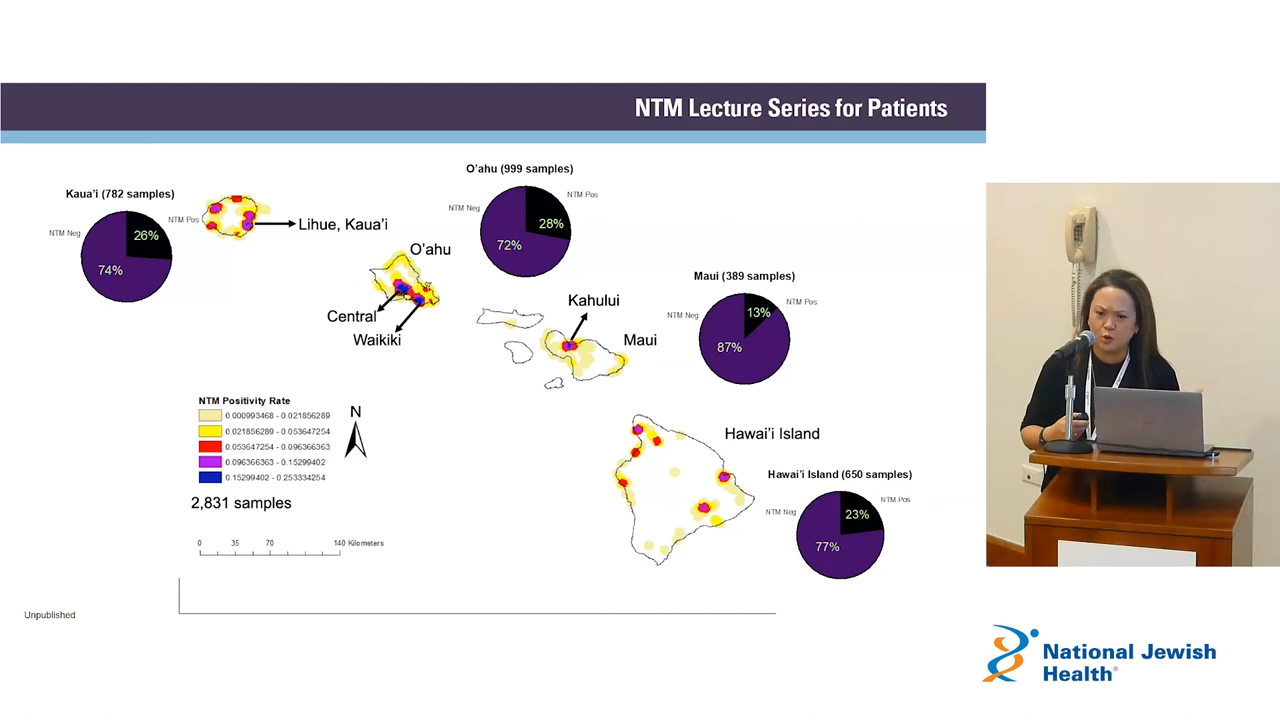 NTM Lecture Series for Patients
Kaua'i (782 samples)
NTM Neg
NTM Pos
26%
74%
Lihue, Kaua'i
O'ahu (999 samples)
NTM Neg
NTM Pos
28%
72%
O'ahu
Central
Waikiki
Kahului
Maui
Maui (389 samples)
NTM Neg
NTM Pos
13%
87%
NTM Positivity Rate
0.000993468 - 0.021856289
0.021856289 - 0.053647254
0.053647254 - 0.096366363
0.096366363 - 0.15299402
0.15299402 - 0.253334254
N
2,831 samples
0 35 70 140 Kilometers
Hawai'i Island
Hawai'i Island (650 samples)
NTM Neg
NTM Pos
23%
77%
Unpublished
National Jewish
Health®